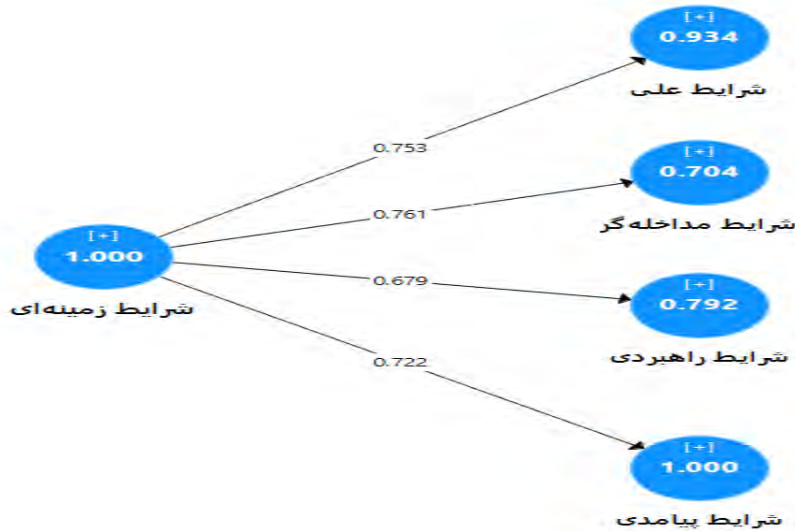 [+]
0.934
شرایط علی
0.753
[+]
0.704
شرایط مداخله‌گر
0.761
[+]
1.000
شرایط زمینه‌ای
0.679
[+]
0.792
شرایط راهبردی
0.722
[+]
1.000
شرایط پیامدی